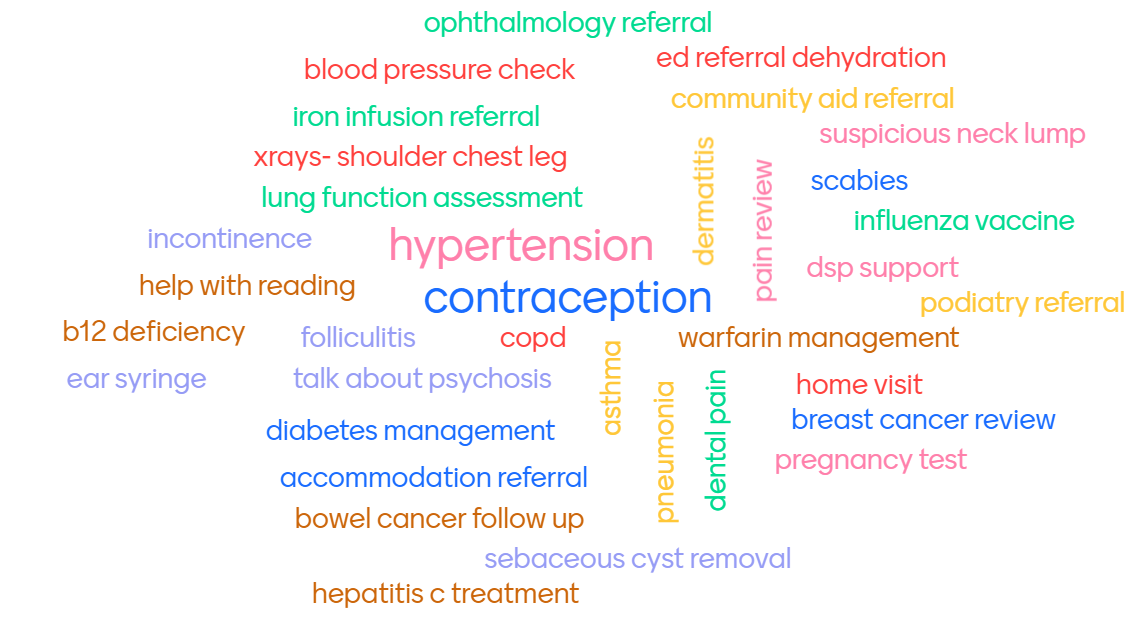 ophthalmology referral
ed referral dehydration
blood pressure check
community aid referral
iron infusion referral
suspicious neck lump
xrays- shoulder chest leg
dermatitis
pain review
scabies
lung function assessment
influenza vaccine
incontinence
hypertension
dsp support
help with reading
contraception
podiatry referral
b12 deficiency
folliculitis
copd
warfarin management
ear syringe
talk about psychosis
asthma
pneumonia
dental pain
home visit
breast cancer review
diabetes management
pregnancy test
accommodation referral
bowel cancer follow up
sebaceous cyst removal
hepatitis c treatment